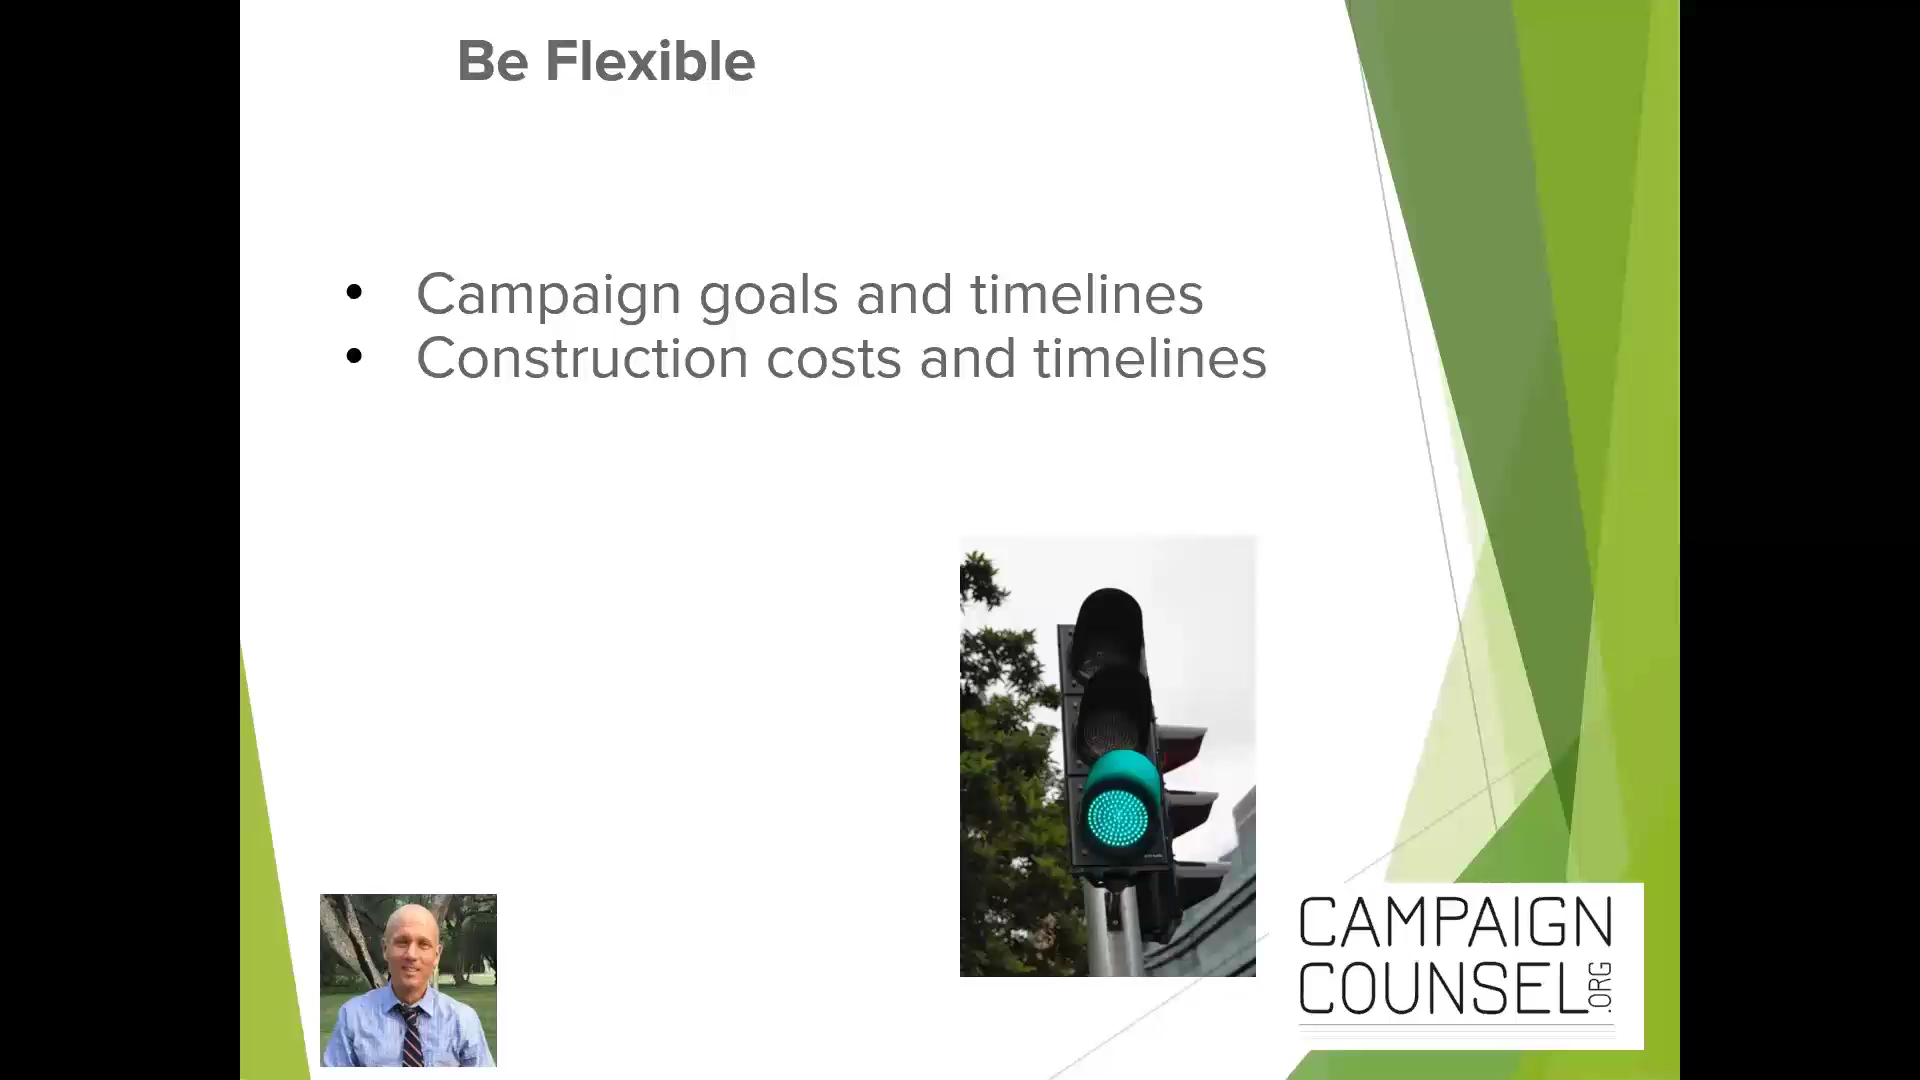 Be Flexible
• Campaign goals and timelines
• Construction costs and timelines
CAMPAIGN
COUNSEL.ORG